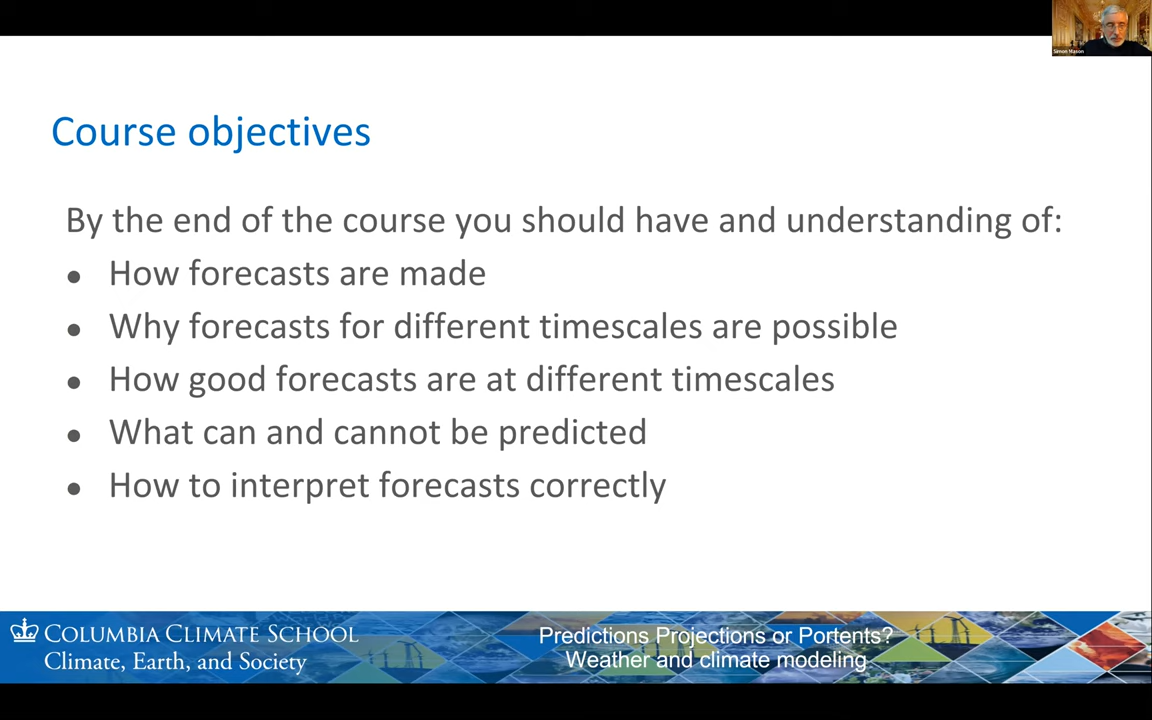 Simon Mason
Course objectives
By the end of the course you should have and understanding of:
● How forecasts are made
● Why forecasts for different timescales are possible
● How good forecasts are at different timescales
● What can and cannot be predicted
● How to interpret forecasts correctly
COLUMBIA CLIMATE SCHOOL
Climate, Earth, and Society
Predictions Projections or Portents?
Weather and climate modeling